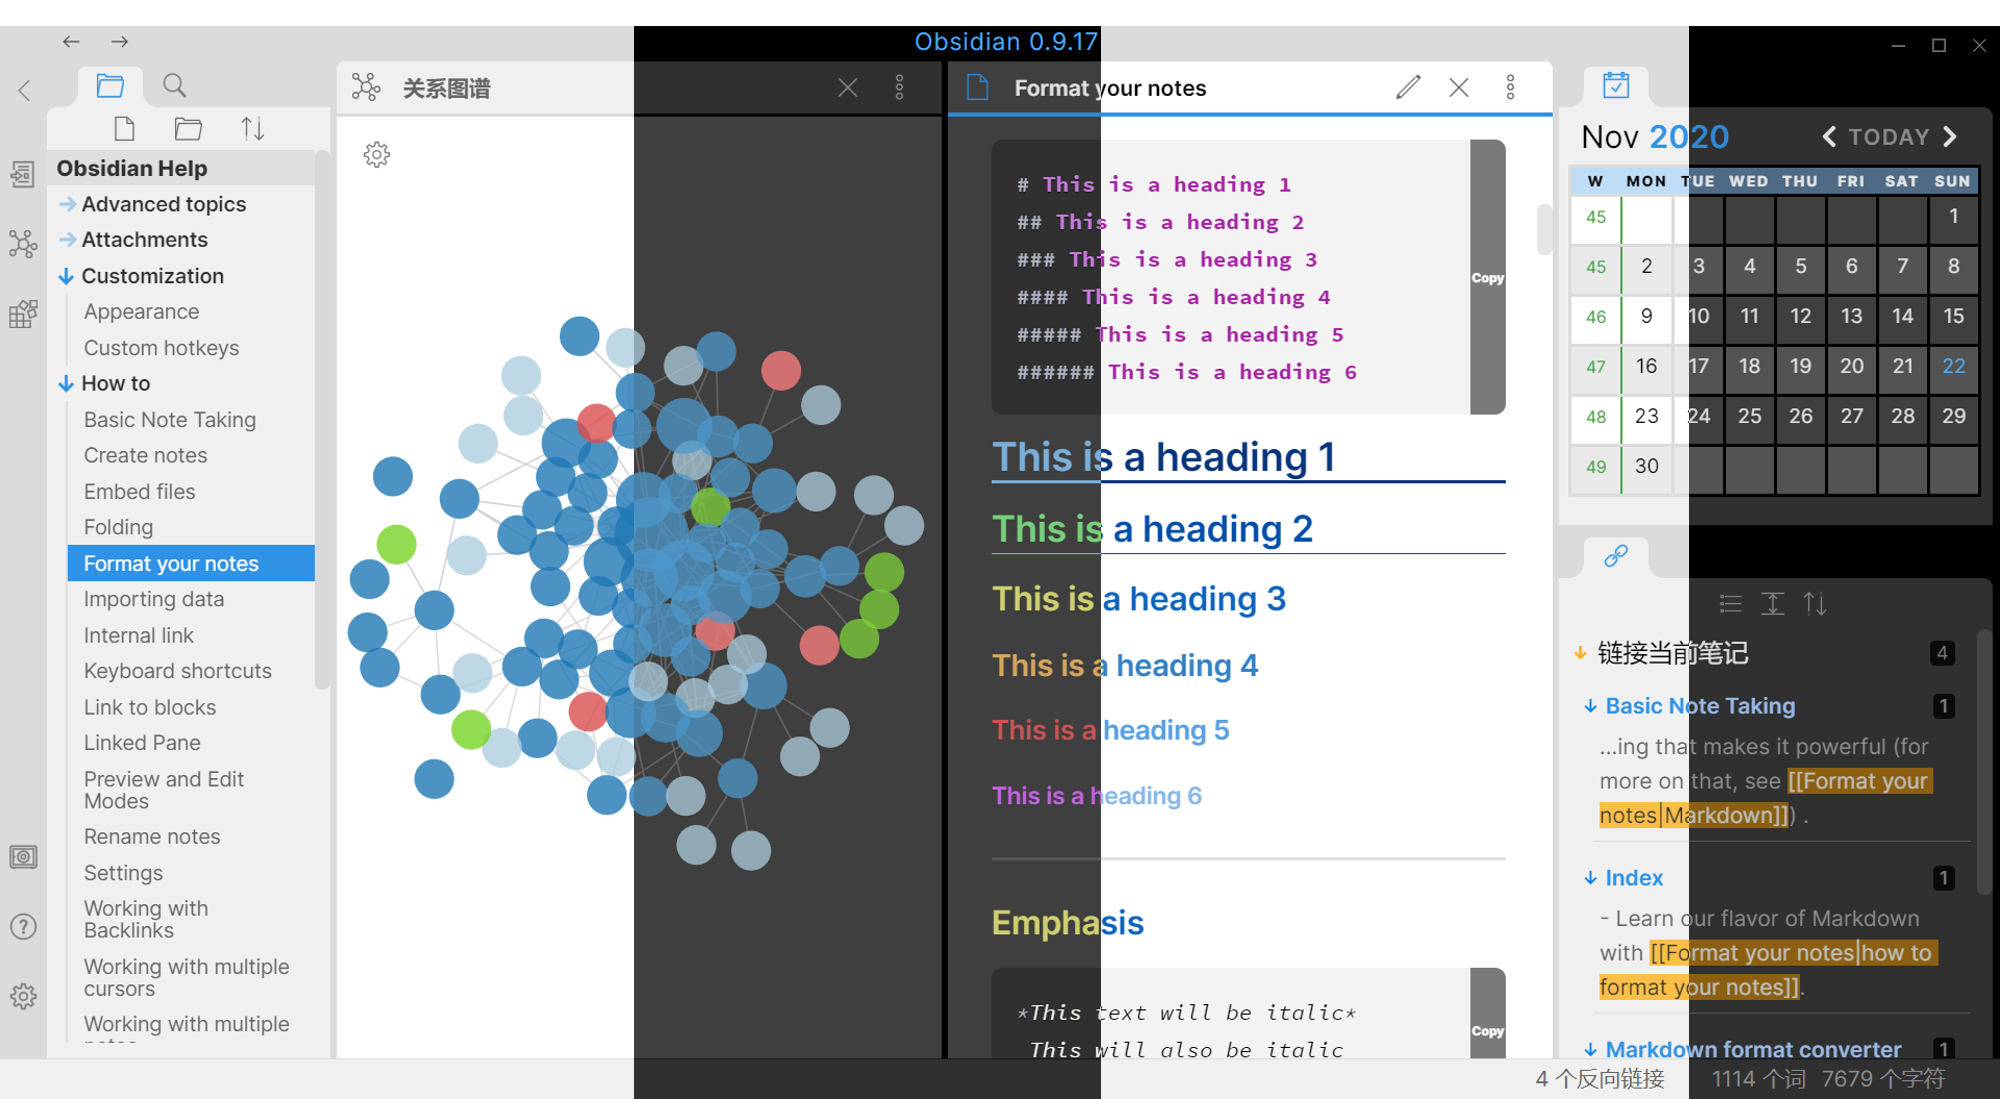 Obsidian 0.9.17
Obsidian Help
Advanced topics
Attachments
Customization
Appearance
Custom hotkeys
How to
Basic Note Taking
Create notes
Embed files
Folding
Format your notes
Importing data
Internal link
Keyboard shortcuts
Link to blocks
Linked Pane
Preview and Edit
Modes
Rename notes
Settings
Working with
Backlinks
Working with multiple
cursors
Working with multiple
关系图谱
Format your notes
# This is a heading 1
## This is a heading 2
### This is a heading 3
#### This is a heading 4
##### This is a heading 5
###### This is a heading 6
Copy
This is a heading 1
This is a heading 2
This is a heading 3
This is a heading 4
This is a heading 5
This is a heading 6
Emphasis
*This text will be italic*
This will also be italic
Copy
Nov 2020
TODAY
W MON TUE WED THU FRI SAT SUN
45 1
45 2 3 4 5 6 7 8
46 9 10 11 12 13 14 15
47 16 17 18 19 20 21 22
48 23 24 25 26 27 28 29
49 30
链接当前笔记 4
Basic Note Taking 1
...ing that makes it powerful (for
more on that, see [[Format your
notes|Markdown]]) .
Index 1
- Learn our flavor of Markdown
with [[Format your notes|how to
format your notes]].
Markdown format converter 1
4 个反向链接 1114 个词 7679 个字符